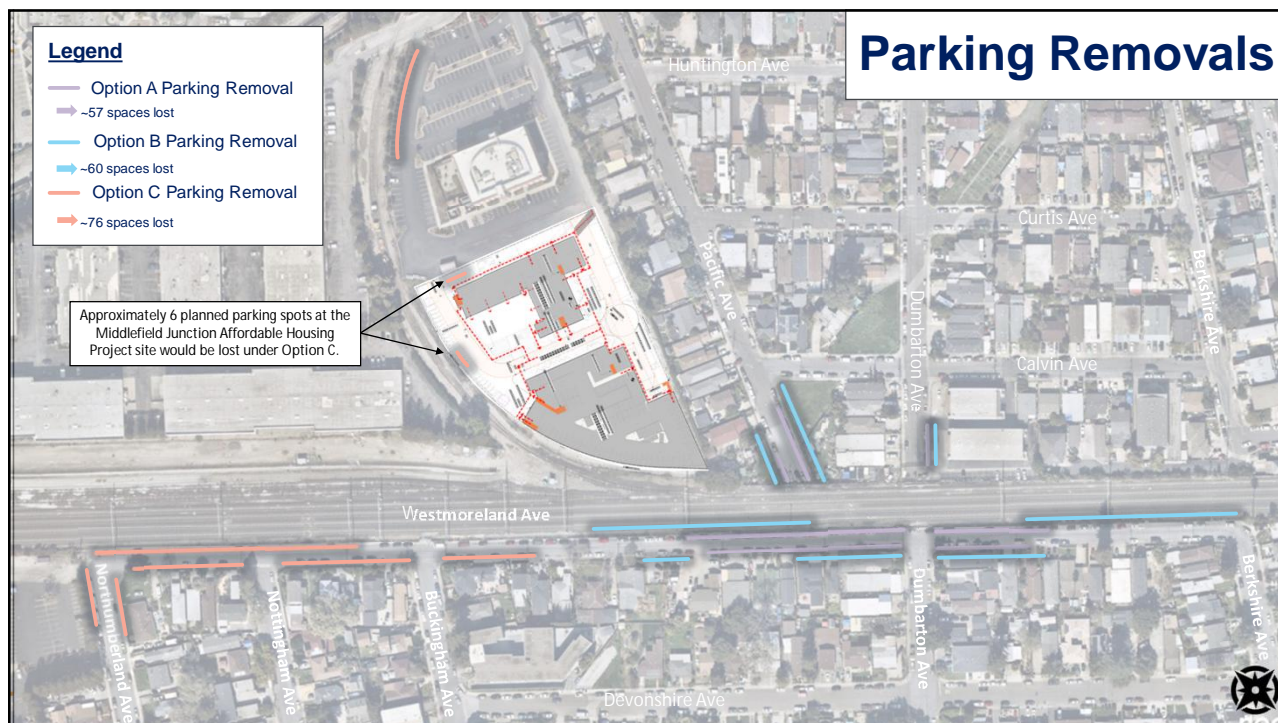 Parking Removals
Legend
Option A Parking Removal
~57 spaces lost
Option B Parking Removal
~60 spaces lost
Option C Parking Removal
~76 spaces lost
Approximately 6 planned parking spots at the
Middlefield Junction Affordable Housing
Project site would be lost under Option C.
Huntington Ave
Curtis Ave
Pacific Ave
Dumbarton Ave
Berkshire Ave
Calvin Ave
Westmoreland Ave
Northumberland Ave
Nottingham Ave
Buckingham Ave
Dumbarton Ave
Berkshire Ave
Devonshire Ave